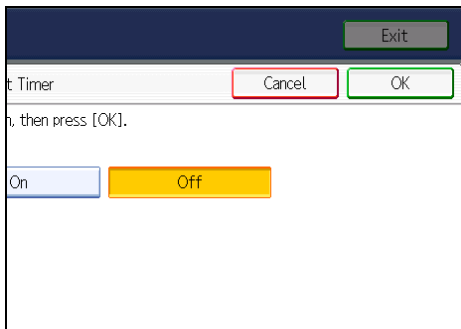 Exit
t Timer Cancel OK
n, then press [OK].
On Off